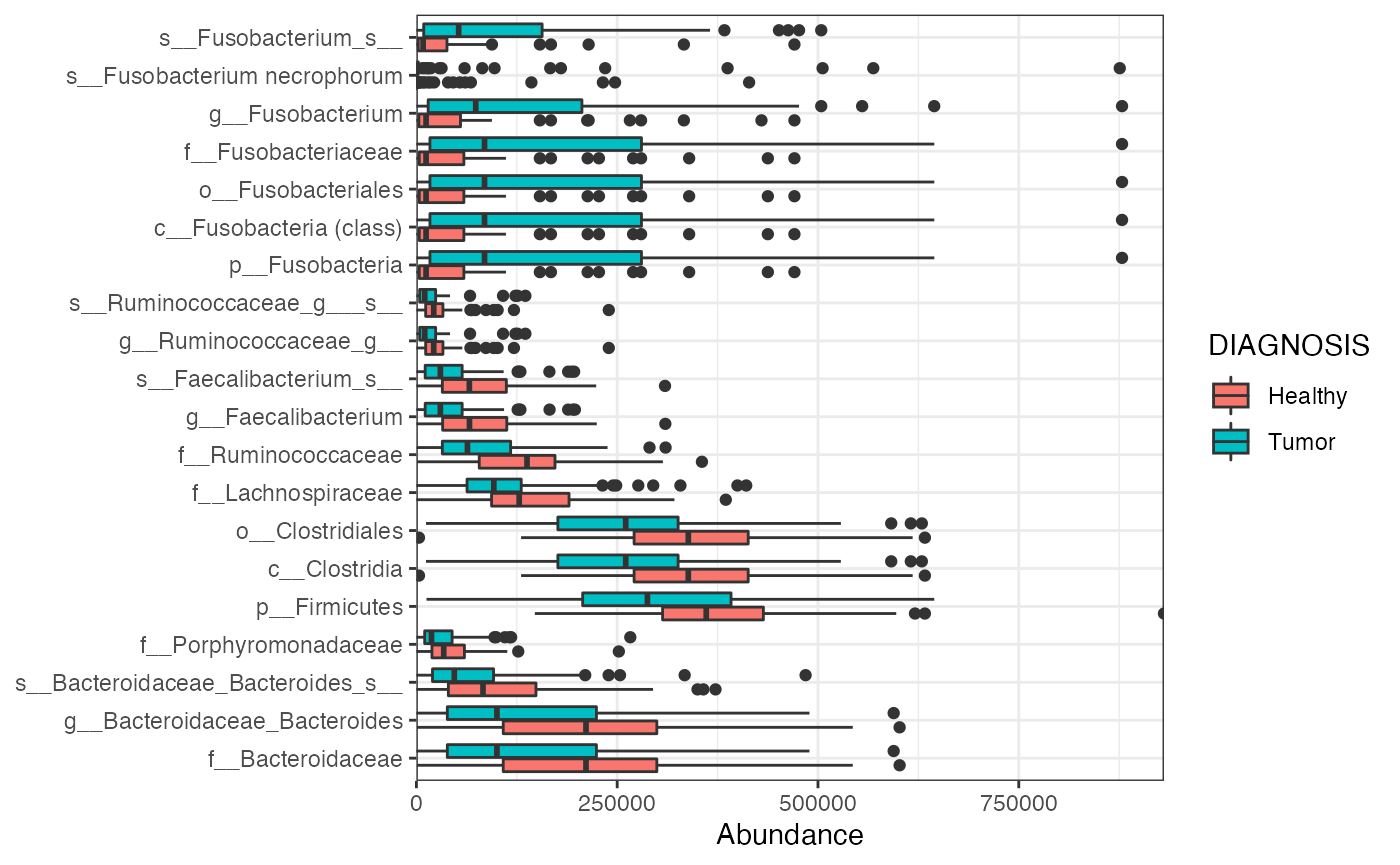 s__Fusobacterium_s__
s__Fusobacterium necrophorum
g__Fusobacterium
f__Fusobacteriaceae
o__Fusobacteriales
c__Fusobacteria (class)
p__Fusobacteria
s__Ruminococcaceae_g___s__
g__Ruminococcaceae_g__
s__Faecalibacterium_s__
g__Faecalibacterium
f__Ruminococcaceae
f__Lachnospiraceae
o__Clostridiales
c__Clostridia
p__Firmicutes
f__Porphyromonadaceae
s__Bacteroidaceae_Bacteroides_s__
g__Bacteroidaceae_Bacteroides
f__Bacteroidaceae
0 250000 500000 750000
Abundance
DIAGNOSIS
Healthy
Tumor